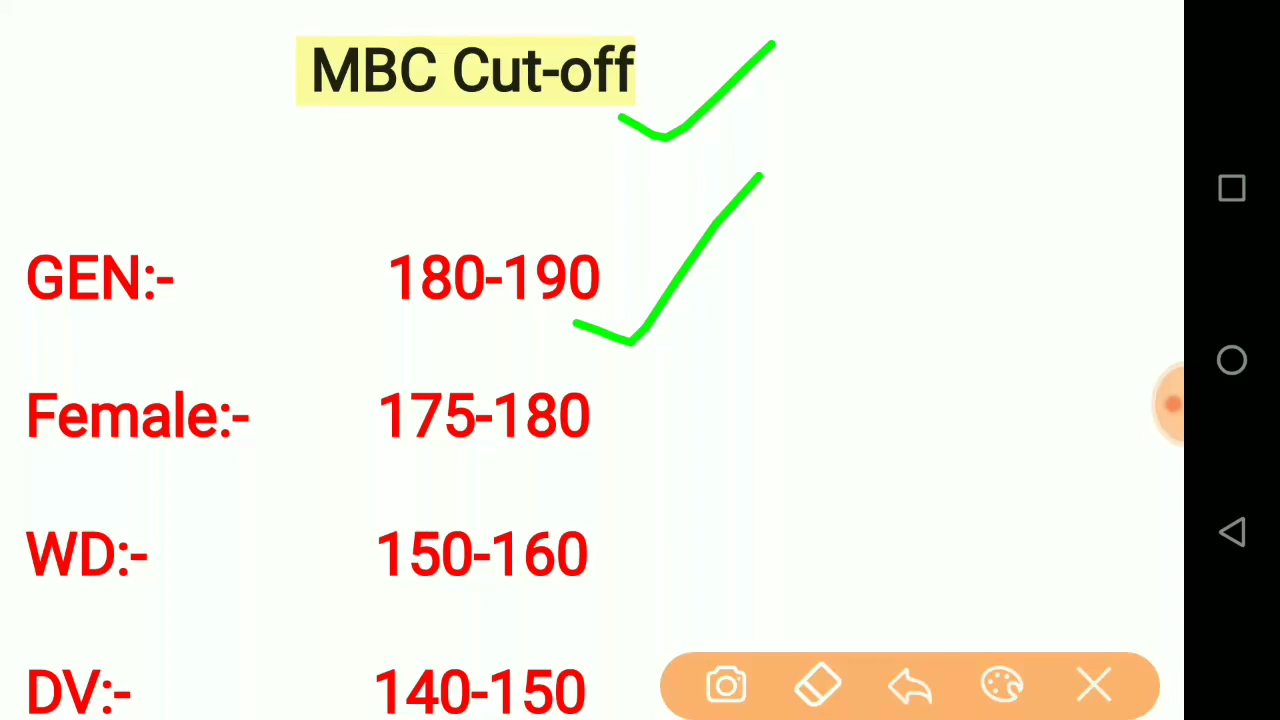 MBC Cut-off
GEN:- 180-190
Female:- 175-180
WD:- 150-160
DV:- 140-150